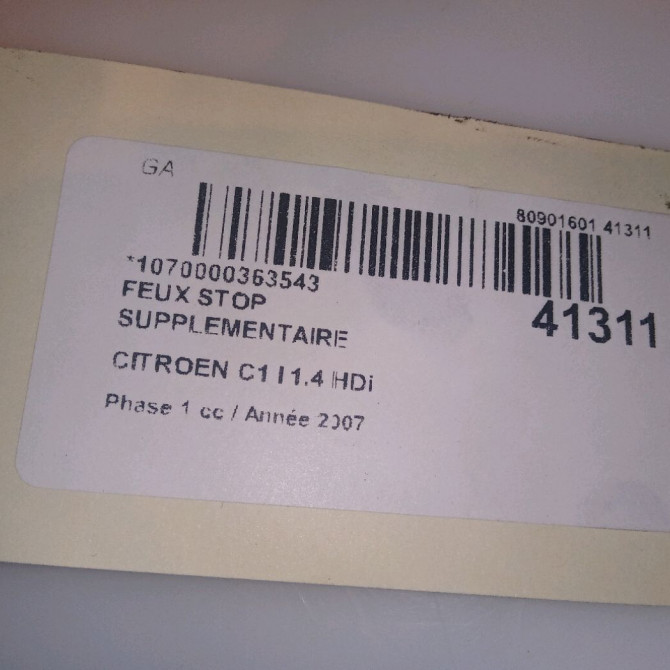 GA
80901601 41311
*1070000363543
41311
FEUX STOP
SUPPLEMENTAIRE
CITROEN C1 I 1.4 HDi
Phase 1 cc / Année 2007